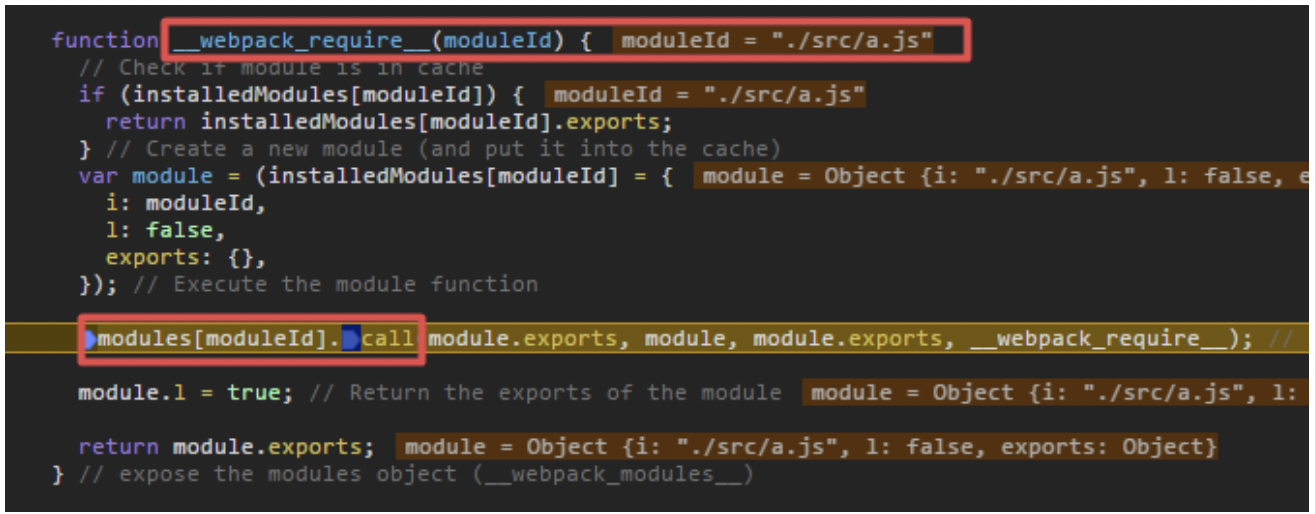 function __webpack_require__(moduleId) { moduleId = "./src/a.js"
// Check if module is in cache
if (installedModules[moduleId]) { moduleId = "./src/a.js"
return installedModules[moduleId].exports;
} // Create a new module (and put it into the cache)
var module = (installedModules[moduleId] = { module = Object {i: "./src/a.js", l: false, e
i: moduleId,
l: false,
exports: {},
}); // Execute the module function
modules[moduleId].call(module.exports, module, module.exports, __webpack_require__); //
module.l = true; // Return the exports of the module module = Object {i: "./src/a.js", l:
return module.exports; module = Object {i: "./src/a.js", l: false, exports: Object}
} // expose the modules object (__webpack_modules__)